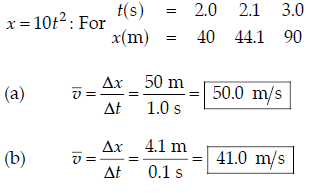 x = 10t²: For t(s) = 2.0 2.1 3.0
x(m) = 40 44.1 90
(a) v̅ = Δx/Δt = 50 m/1.0 s = 50.0 m/s
(b) v̅ = Δx/Δt = 4.1 m/0.1 s = 41.0 m/s